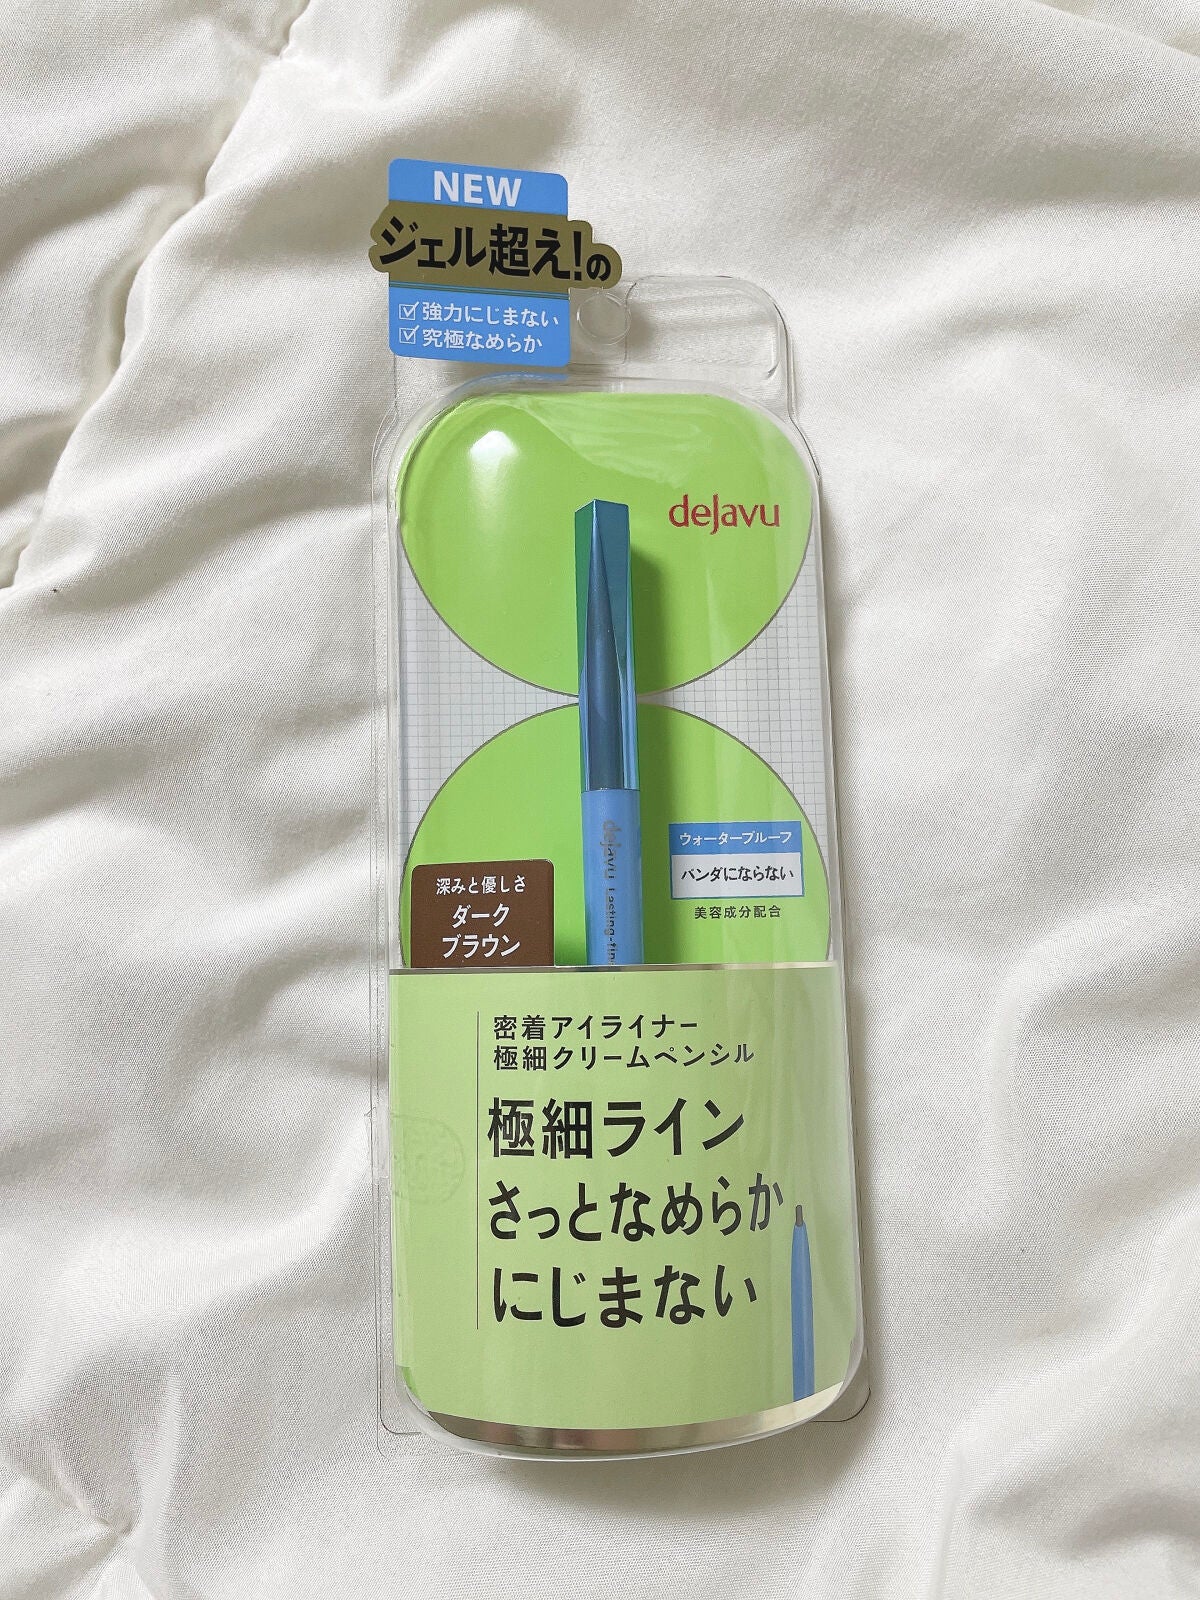 NEW
ジェル超え!の
☑強力ににじまない
☑究極なめらか
dejavu
dejavu Lasting-fin
ウォータープルーフ
パンダにならない
美容成分配合
深みと優しさ
ダーク
ブラウン
密着アイライナー
極細クリームペンシル
極細ライン
さっとなめらか
にじまない